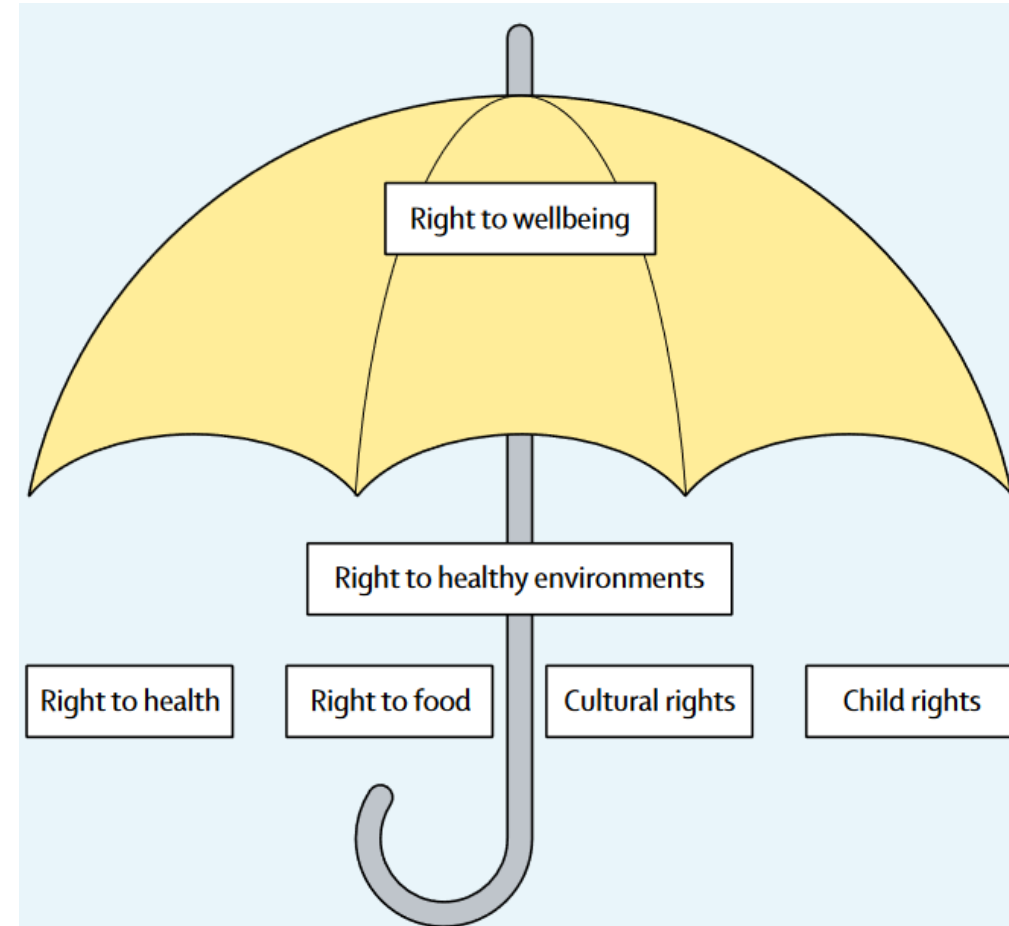 Right to wellbeing
Right to healthy environments
Right to health
Right to food
Cultural rights
Child rights